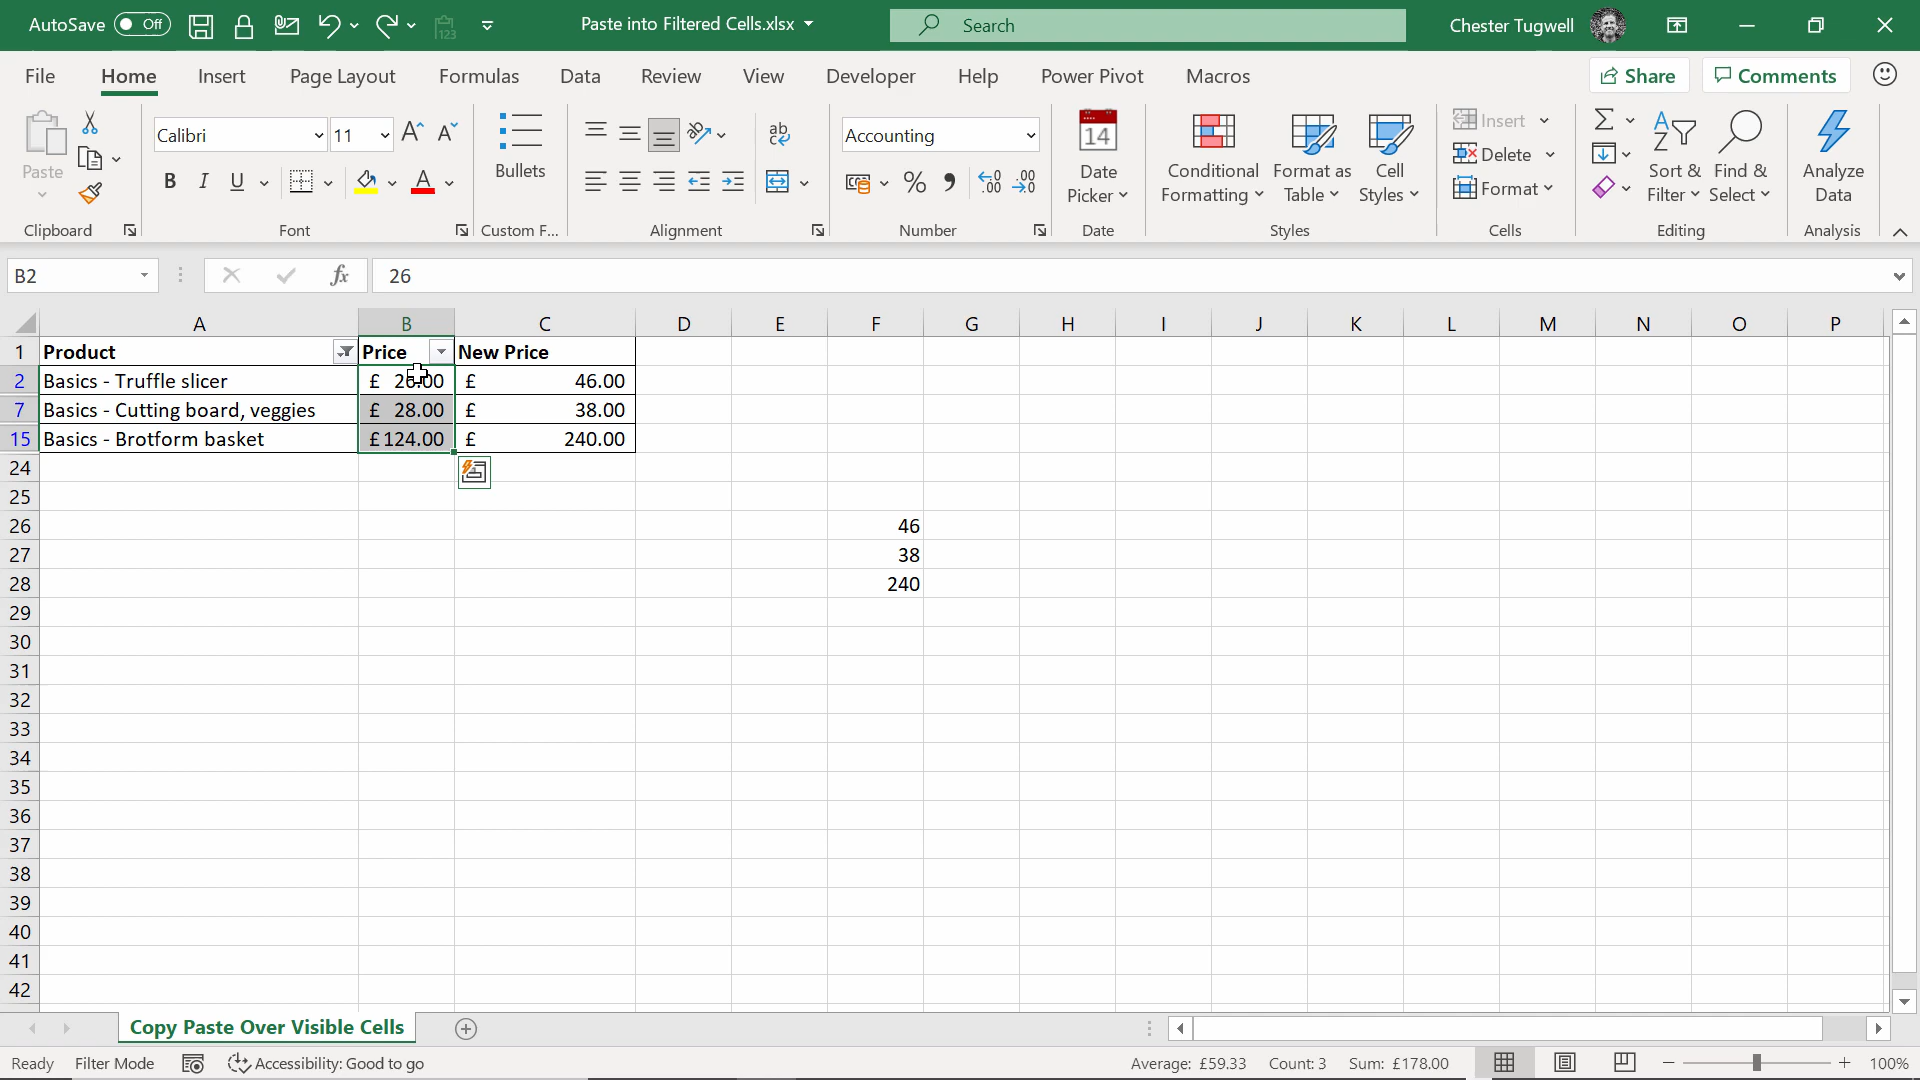 AutoSave Off Paste into Filtered Cells.xlsx Search Chester Tugwell
File Home Insert Page Layout Formulas Data Review View Developer Help Power Pivot Macros Share Comments
Paste
Calibri 11
B I U A
Bullets
ab
Accounting
% 9 .00 .00
14
Date Picker
Conditional Formatting
Format as Table
Cell Styles
Insert
Delete
Format
Sort & Filter
Find & Select
Analyze Data
Clipboard Font Custom F... Alignment Number Date Styles Cells Editing Analysis
B2 fx 26
A B C D E F G H I J K L M N O P
1 Product Price New Price
2 Basics - Truffle slicer £ 26.00 £ 46.00
7 Basics - Cutting board, veggies £ 28.00 £ 38.00
15 Basics - Brotform basket £124.00 £ 240.00
24
25
26 46
27 38
28 240
29
30
31
32
33
34
35
36
37
38
39
40
41
42
Copy Paste Over Visible Cells
Ready Filter Mode Accessibility: Good to go Average: £59.33 Count: 3 Sum: £178.00 100%